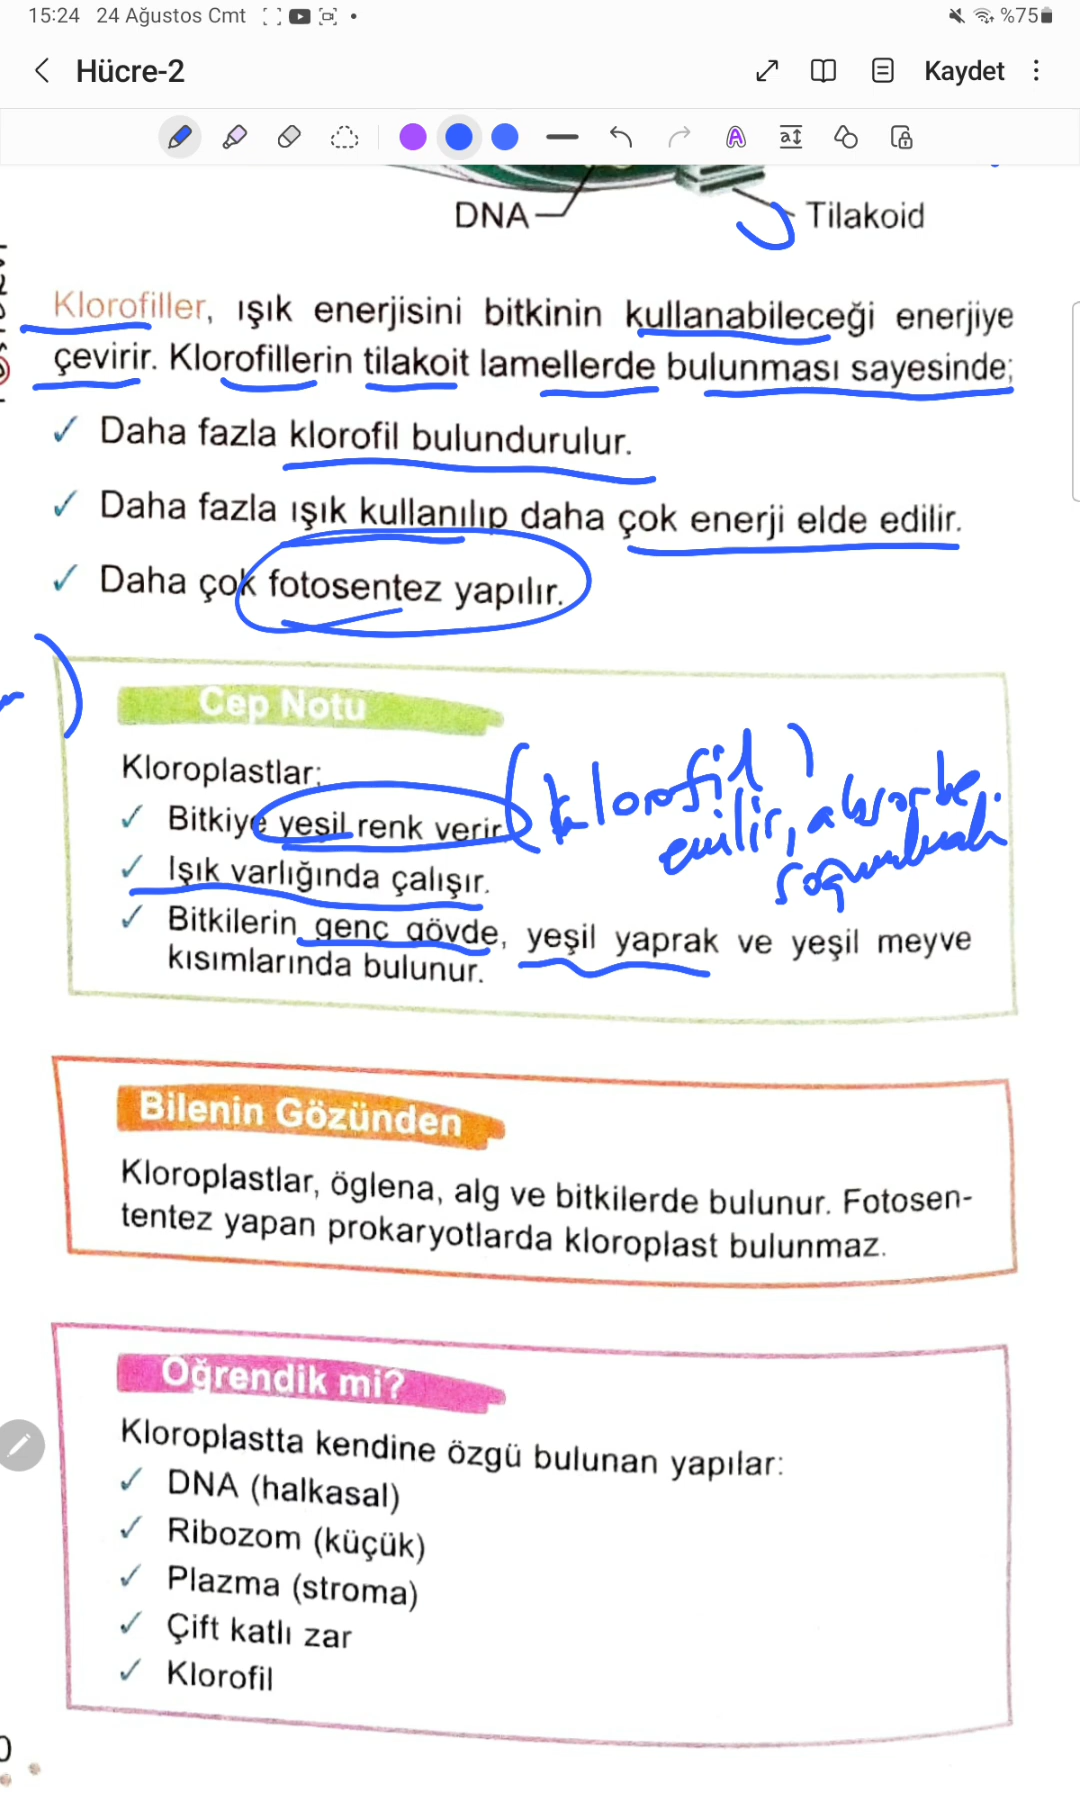 15:24 24 Ağustos Cmt
%75
Hücre-2
Kaydet
DNA
Tilakoid
Klorofiller, ışık enerjisini bitkinin kullanabileceği enerjiye
çevirir. Klorofillerin tilakoit lamellerde bulunması sayesinde;
✓ Daha fazla klorofil bulundurulur.
✓ Daha fazla ışık kullanılıp daha çok enerji elde edilir.
✓ Daha çok fotosentez yapılır.
Cep Notu
Kloroplastlar;
✓ Bitkiye yeşil renk verir
(klorofil)
emilir, absorbe
soğurulmak
✓ Işık varlığında çalışır.
✓ Bitkilerin genç gövde, yeşil yaprak ve yeşil meyve
kısımlarında bulunur.
Bilenin Gözünden
Kloroplastlar, öglena, alg ve bitkilerde bulunur. Fotosen-
tentez yapan prokaryotlarda kloroplast bulunmaz.
Öğrendik mi?
Kloroplastta kendine özgü bulunan yapılar:
✓ DNA (halkasal)
✓ Ribozom (küçük)
✓ Plazma (stroma)
✓ Çift katlı zar
✓ Klorofil